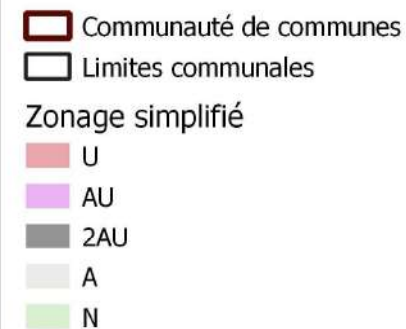 Communauté de communes
Limites communales
Zonage simplifié
U
AU
2AU
A
N